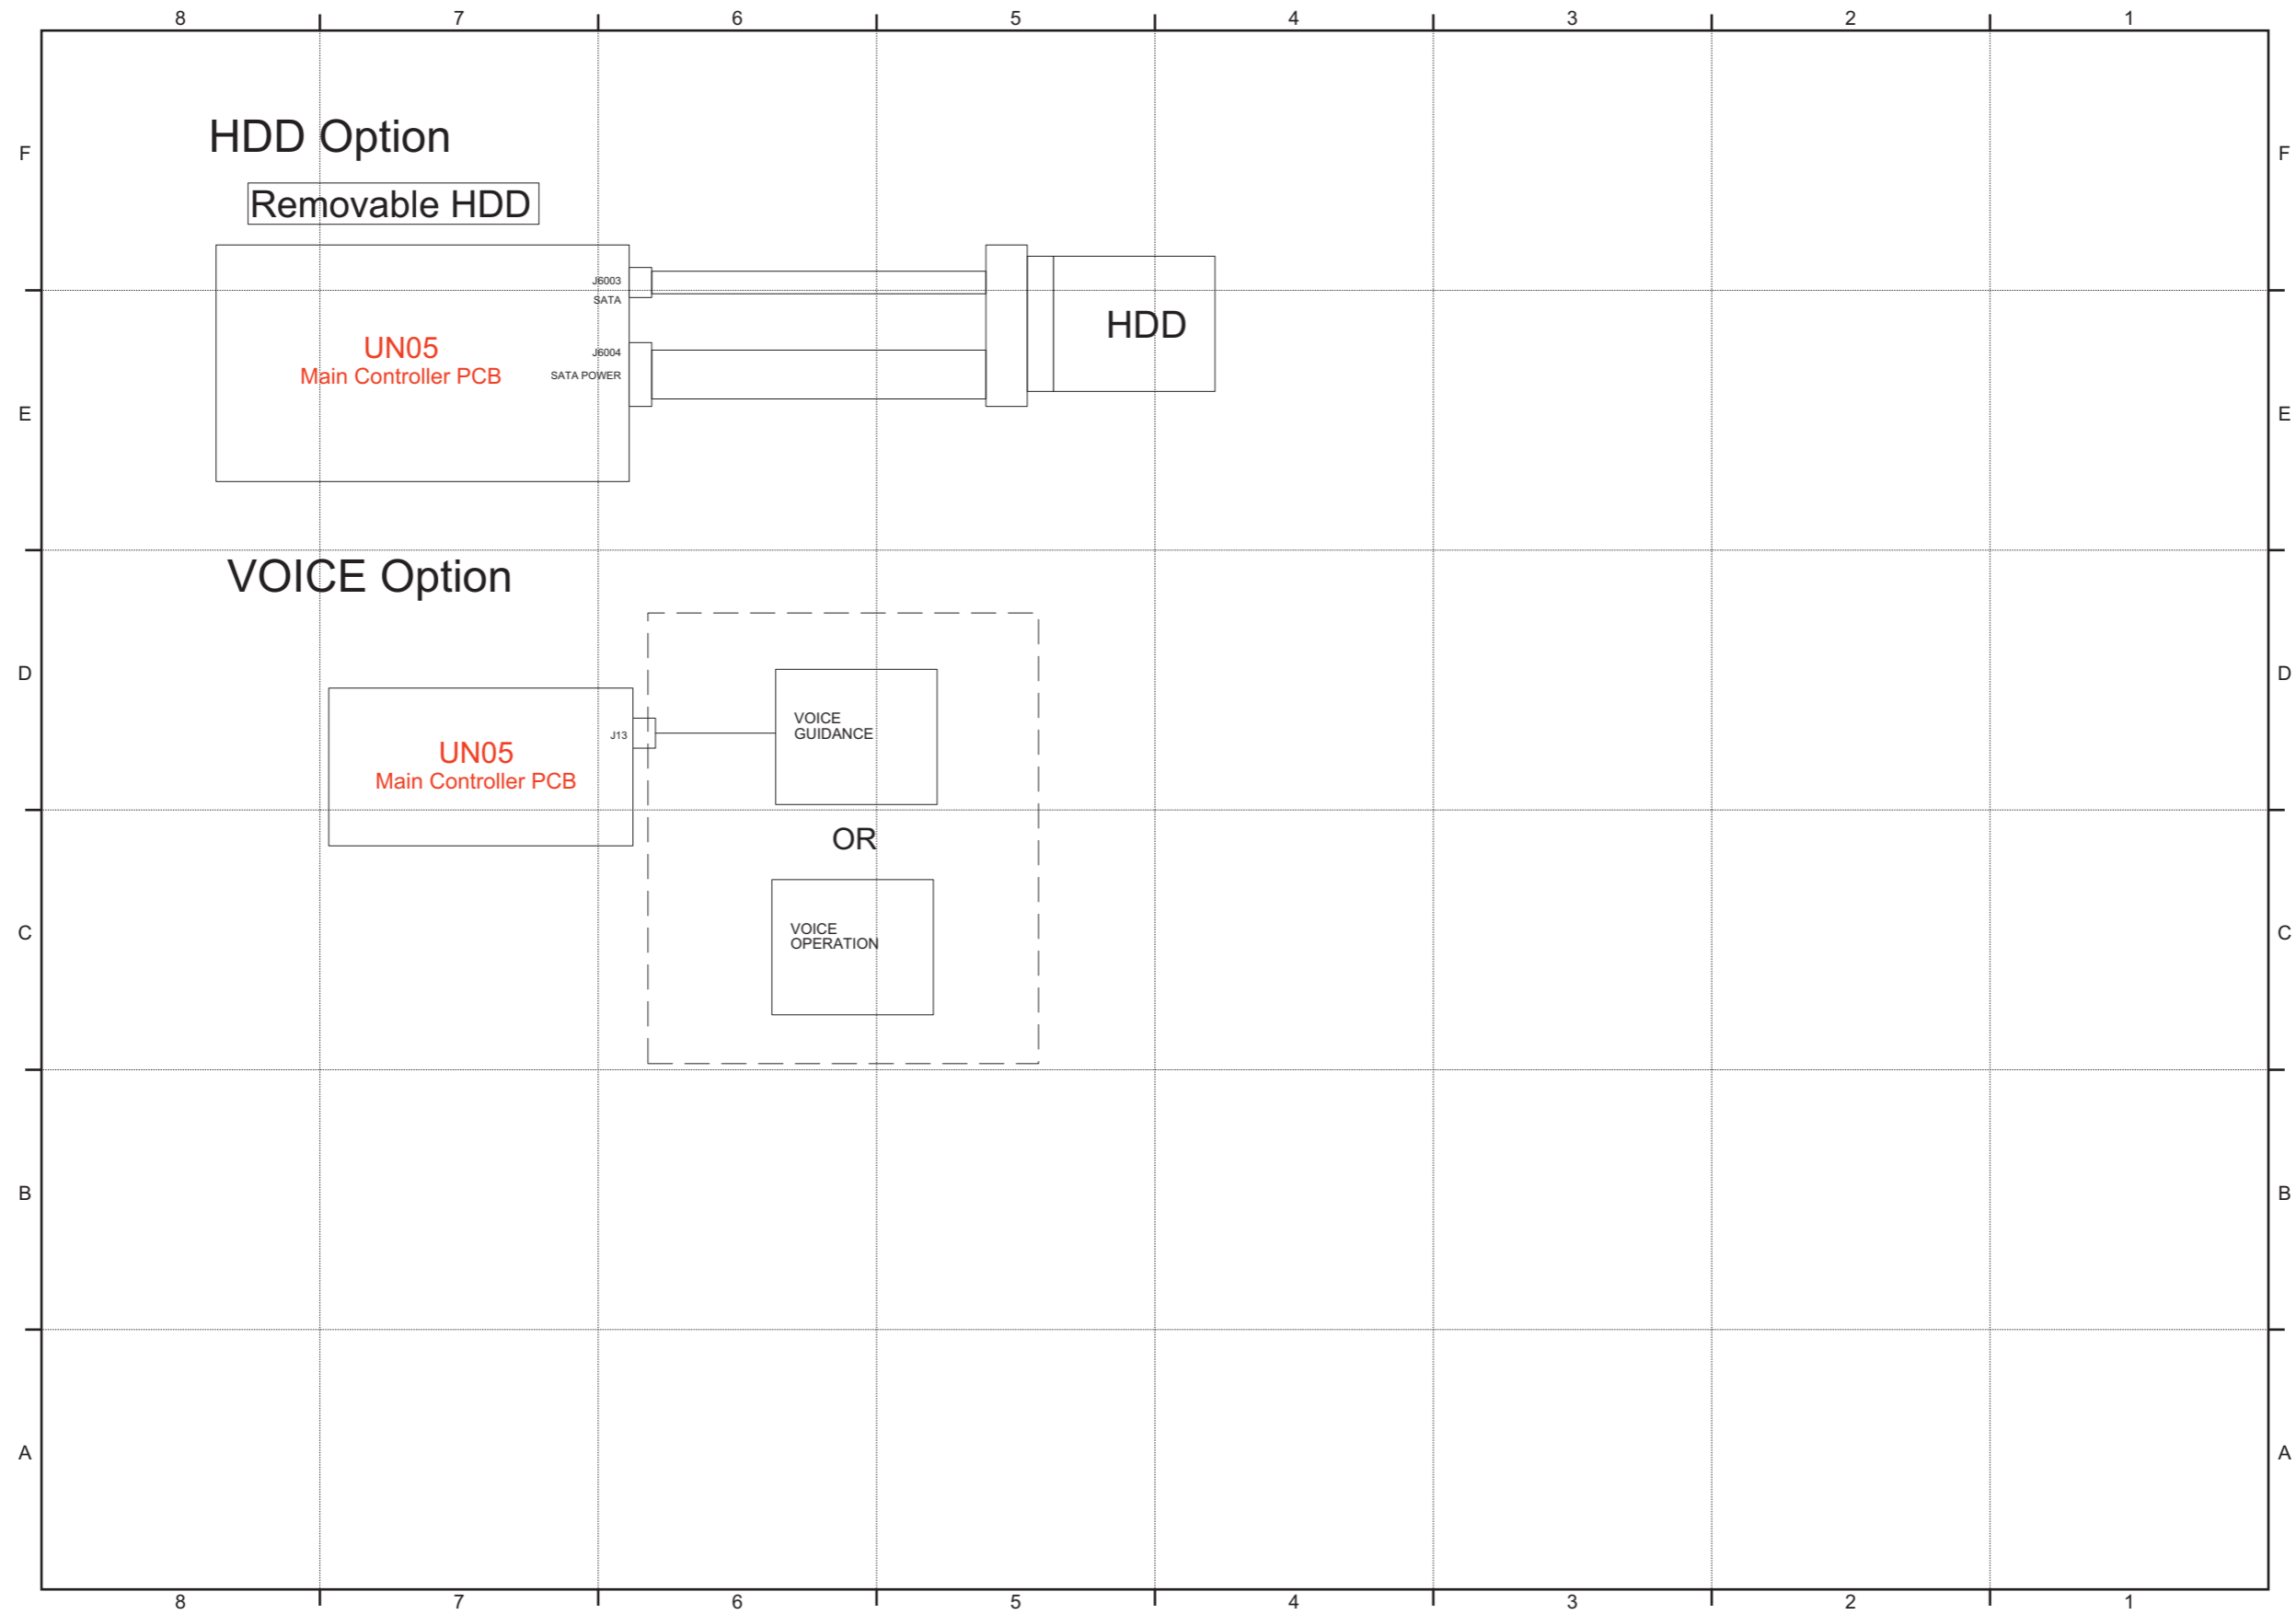 8 7 6 5 4 3 2 1
F F
HDD Option
Removable HDD
J6003
SATA
HDD
UN05
J6004
Main Controller PCB
SATA POWER
E E
VOICE Option
D D
VOICE
GUIDANCE
J13
UN05
Main Controller PCB
OR
C C
VOICE
OPERATION
B B
A A
8 7 6 5 4 3 2 1